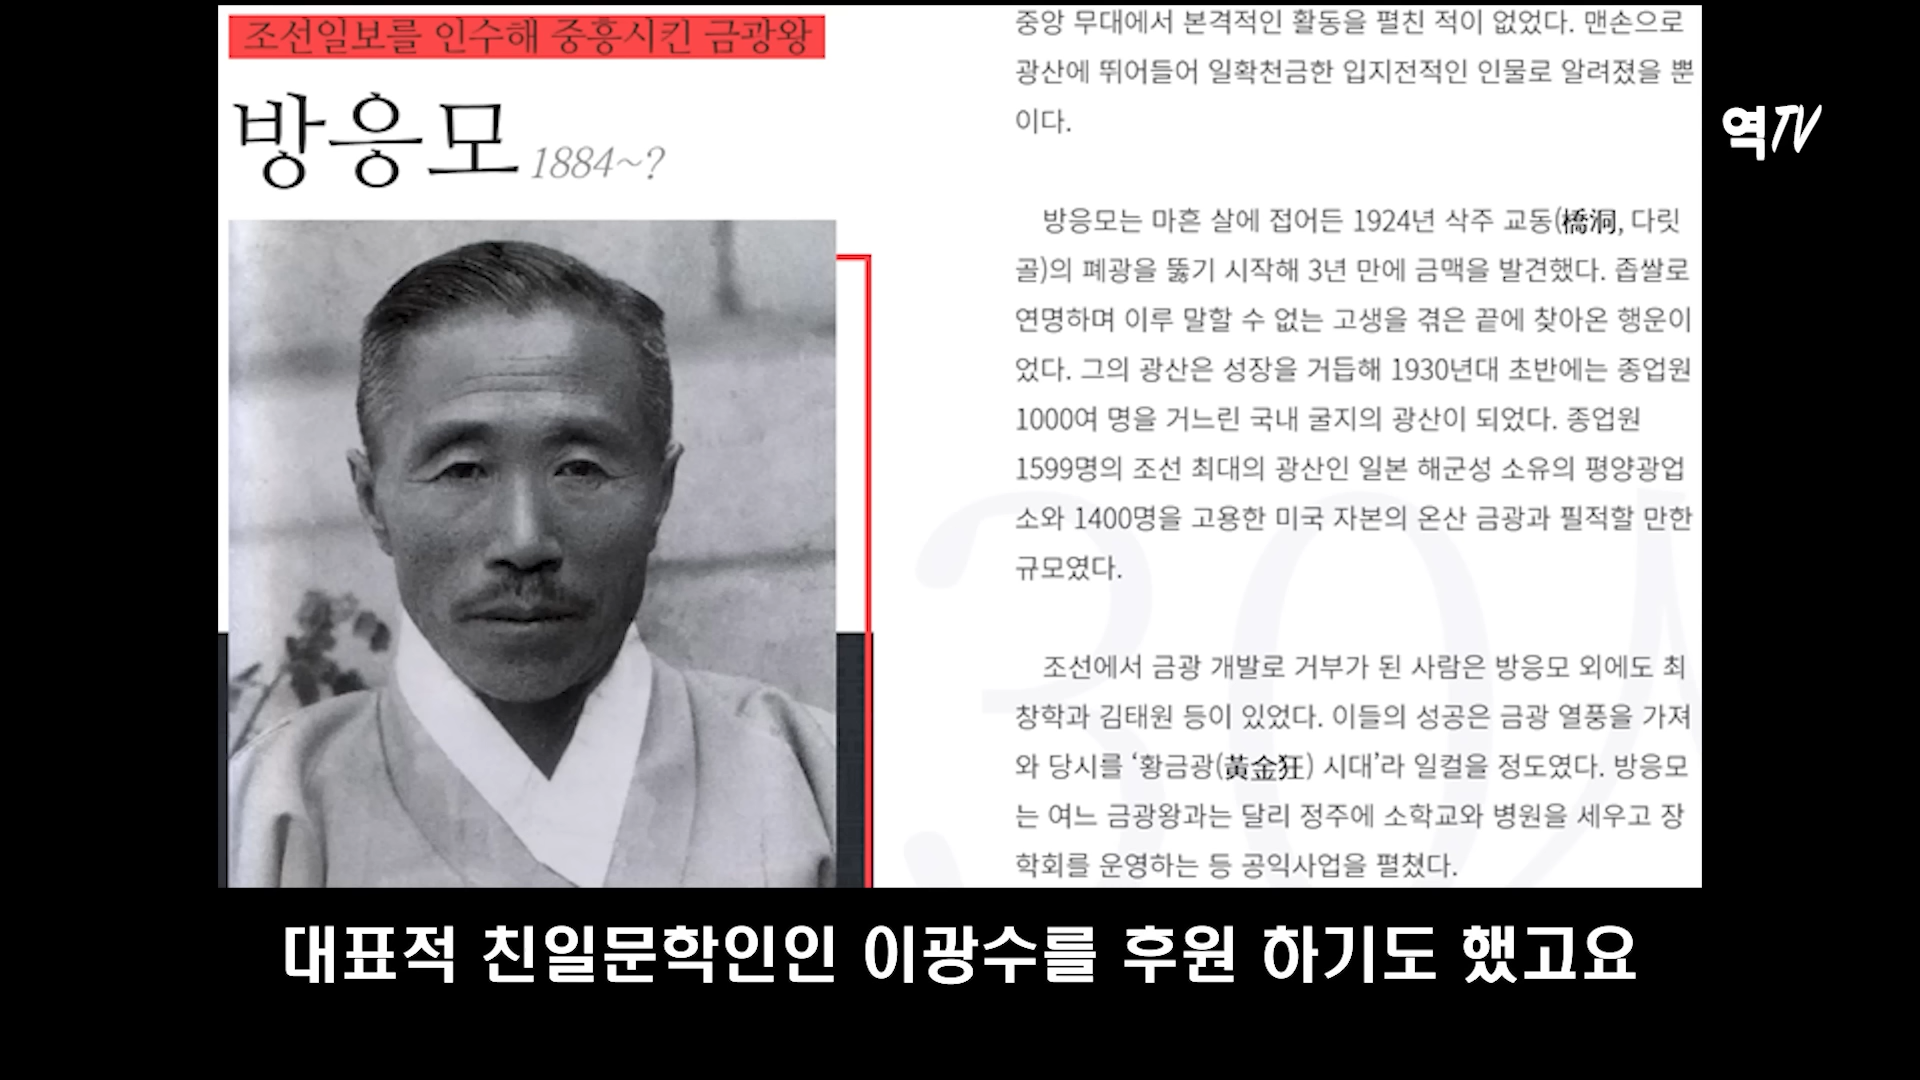 조선일보를 인수해 중흥시킨 금광왕
방응모 1884~?
중앙 무대에서 본격적인 활동을 펼친 적이 없었다. 맨손으로
광산에 뛰어들어 일확천금한 입지전적인 인물로 알려졌을 뿐
이다.
방응모는 마흔 살에 접어든 1924년 삭주 교동(橋洞, 다릿
골)의 폐광을 뚫기 시작해 3년 만에 금맥을 발견했다. 좁쌀로
연명하며 이루 말할 수 없는 고생을 겪은 끝에 찾아온 행운이
었다. 그의 광산은 성장을 거듭해 1930년대 초반에는 종업원
1000여 명을 거느린 국내 굴지의 광산이 되었다. 종업원
1599명의 조선 최대의 광산인 일본 해군성 소유의 평양광업
소와 1400명을 고용한 미국 자본의 온산 금광과 필적할 만한
규모였다.
조선에서 금광 개발로 거부가 된 사람은 방응모 외에도 최
창학과 김태원 등이 있었다. 이들의 성공은 금광 열풍을 가져
와 당시를 ‘황금광(黃金狂) 시대’라 일컬을 정도였다. 방응모
는 여느 금광왕과는 달리 정주에 소학교와 병원을 세우고 장
학회를 운영하는 등 공익사업을 펼쳤다.
역TV
대표적 친일문학인인 이광수를 후원 하기도 했고요